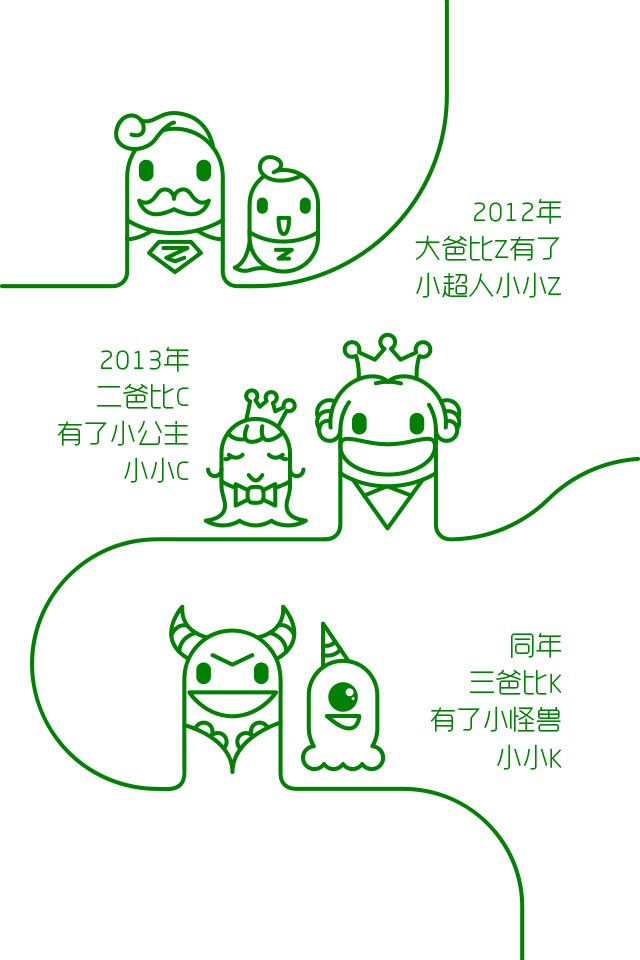 2012年
大爸比Z有了
小超人小小Z
2013年
二爸比C
有了小公主
小小C
同年
三爸比K
有了小怪兽
小小K
Z
Z